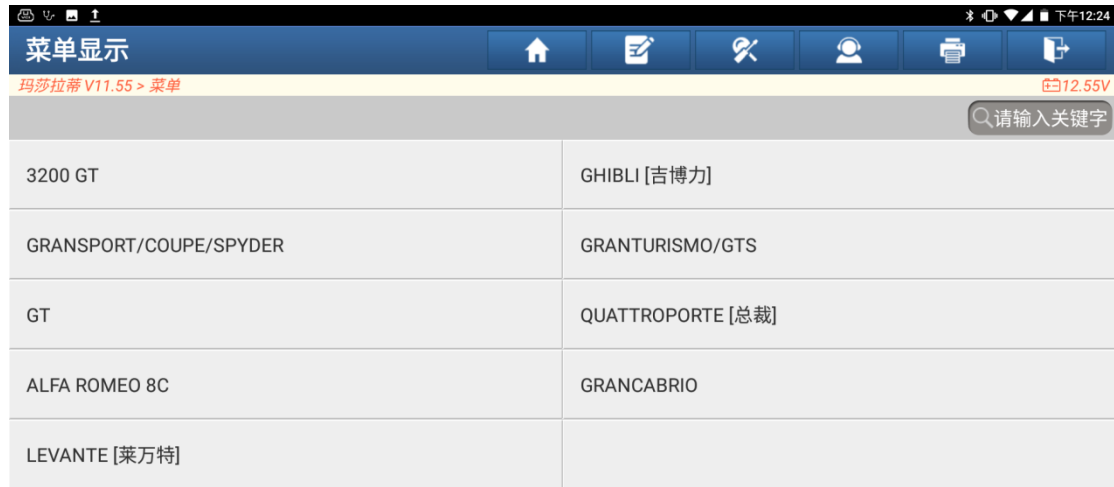 下午12:24
菜单显示
玛莎拉蒂 V11.55 > 菜单
12.55V
请输入关键字
3200 GT
GHIBLI [吉博力]
GRANSPORT/COUPE/SPYDER
GRANTURISMO/GTS
GT
QUATTROPORTE [总裁]
ALFA ROMEO 8C
GRANCABRIO
LEVANTE [莱万特]